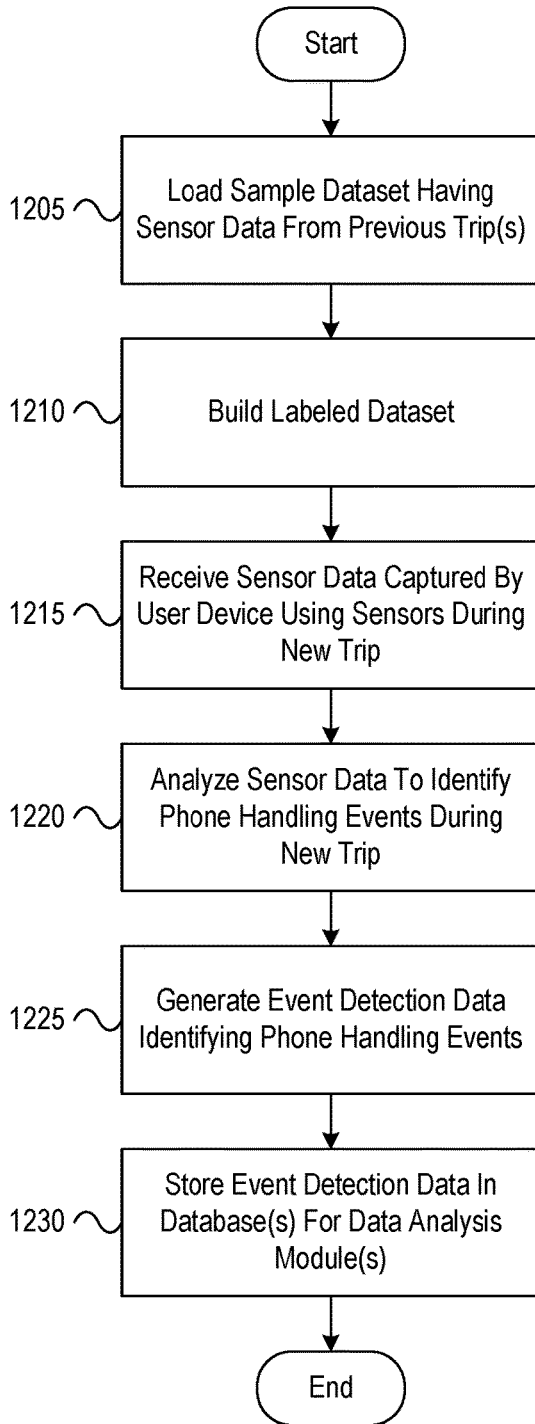 Start
1205
Load Sample Dataset Having
Sensor Data From Previous Trip(s)
1210
Build Labeled Dataset
1215
Receive Sensor Data Captured By
User Device Using Sensors During
New Trip
1220
Analyze Sensor Data To Identify
Phone Handling Events During
New Trip
1225
Generate Event Detection Data
Identifying Phone Handling Events
1230
Store Event Detection Data In
Database(s) For Data Analysis
Module(s)
End